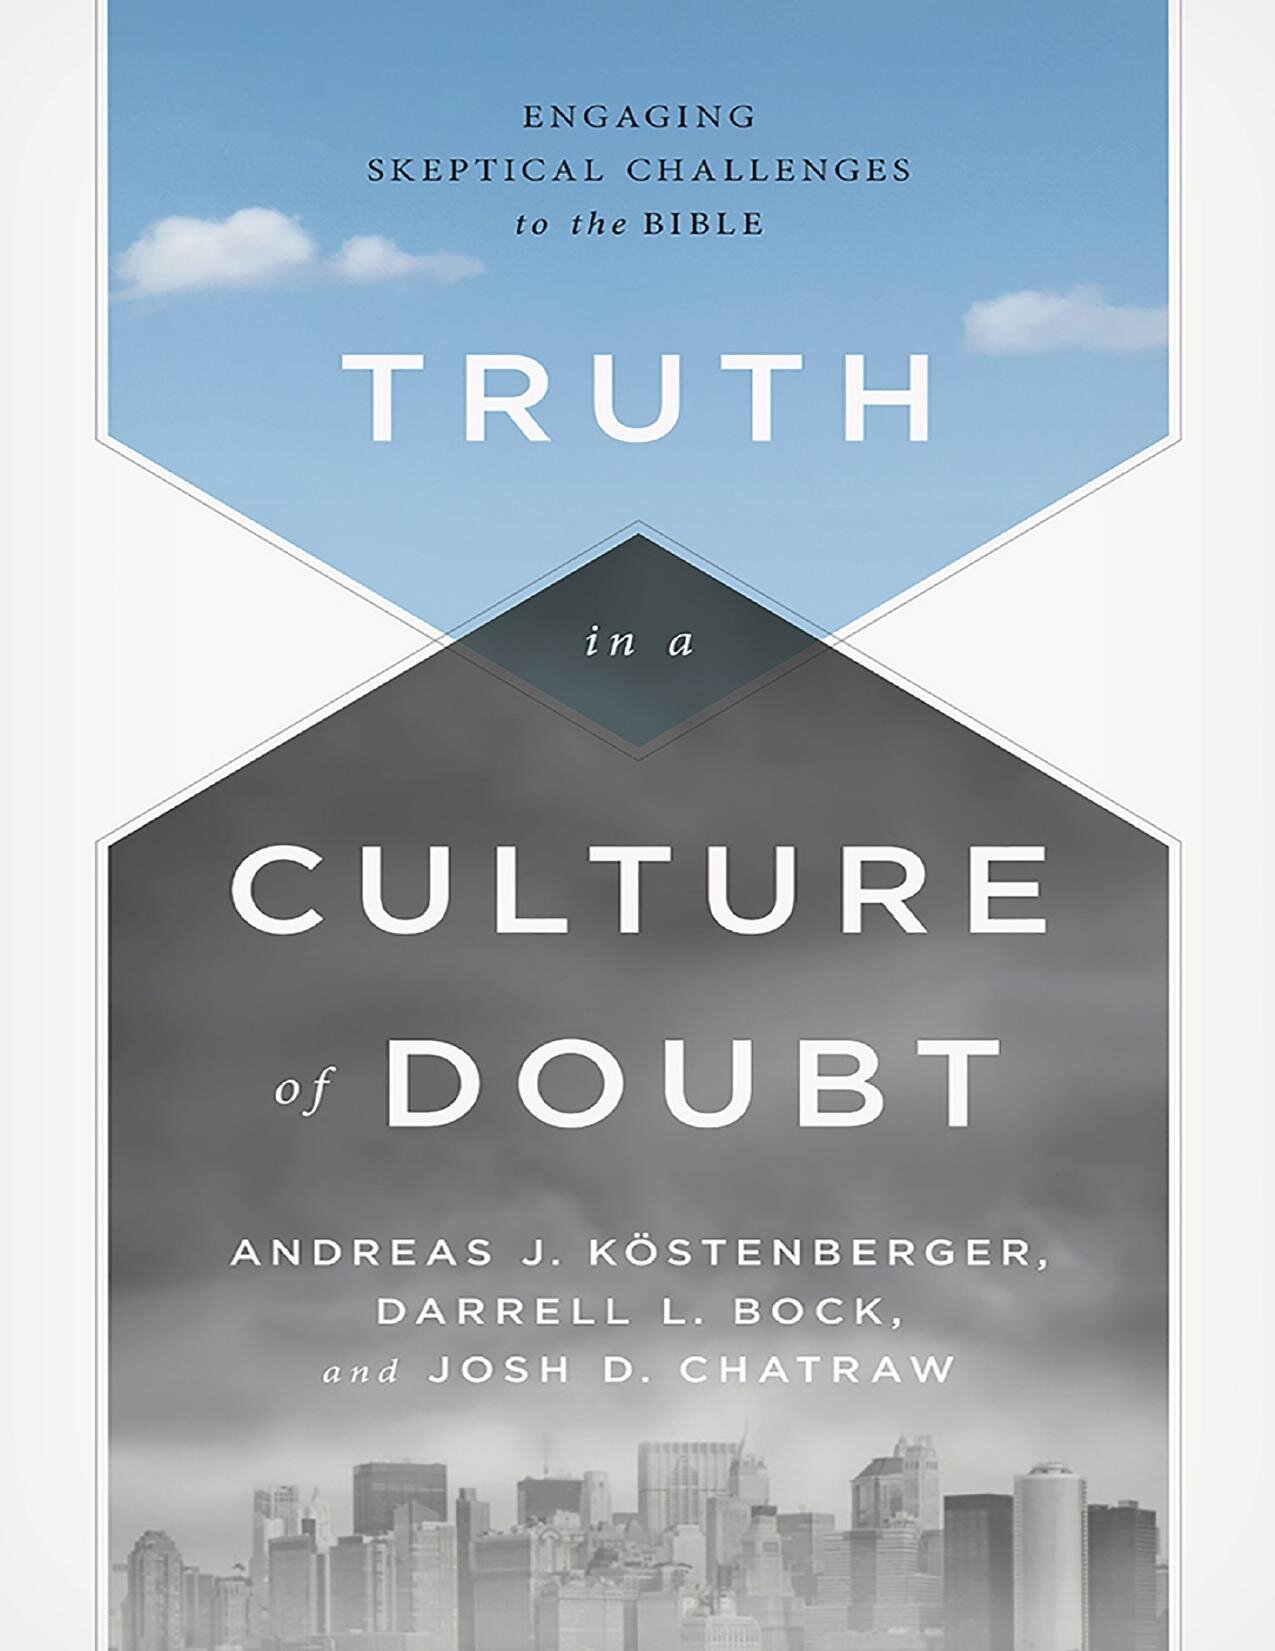 ENGAGING
SKEPTICAL CHALLENGES
to the BIBLE
TRUTH
in a
CULTURE
of DOUBT
ANDREAS J. KÖSTENBERGER,
DARRELL L. BOCK,
and JOSH D. CHATRAW